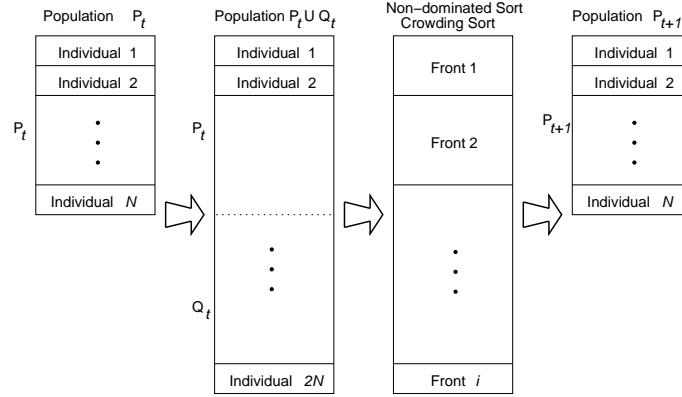 Population P_t
Individual 1
Individual 2
P_t
Individual N
Population P_t U Q_t
Individual 1
Individual 2
P_t
Q_t
Individual 2N
Non-dominated Sort
Crowding Sort
Front 1
Front 2
Front i
Population P_t+1
Individual 1
Individual 2
P_t+1
Individual N